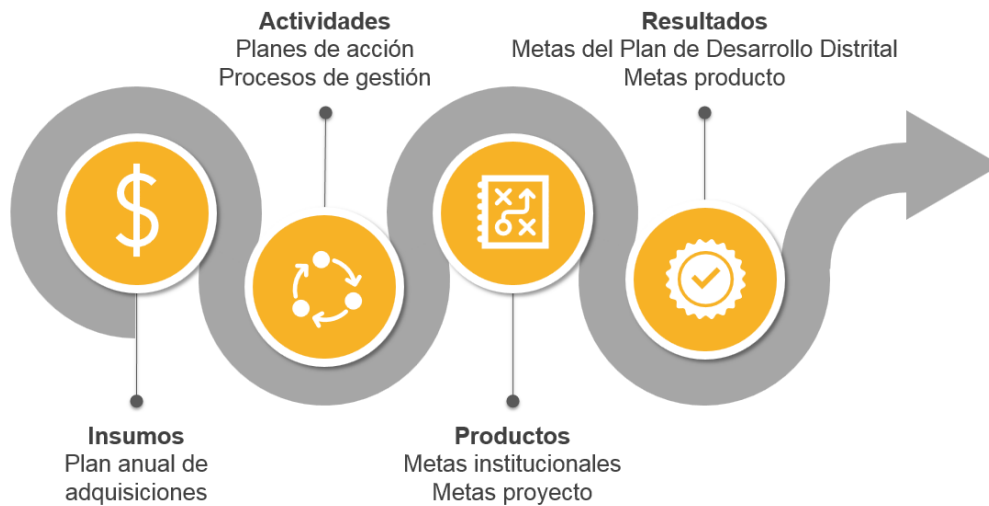 Actividades
Planes de acción
Procesos de gestión
Resultados
Metas del Plan de Desarrollo Distrital
Metas producto
Insumos
Plan anual de
adquisiciones
Productos
Metas institucionales
Metas proyecto